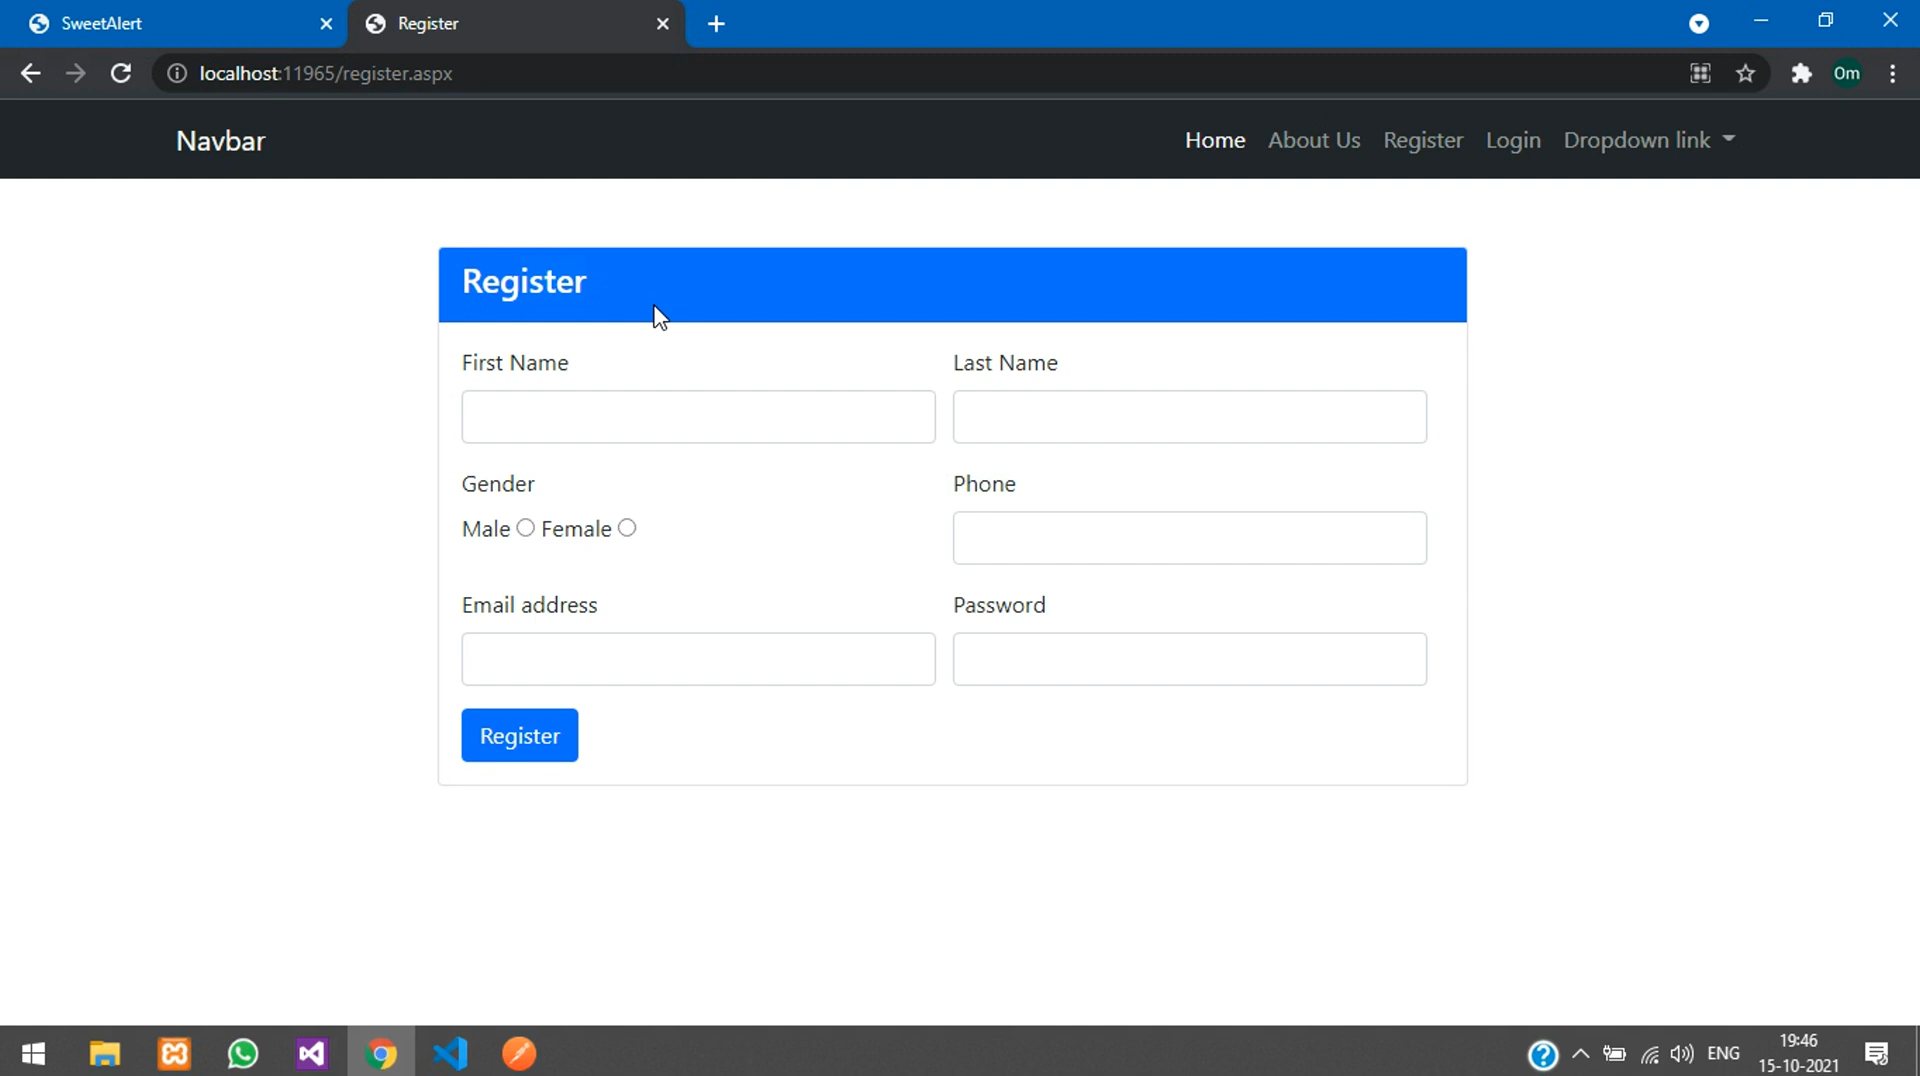 SweetAlert
Register
localhost:11965/register.aspx
Om
Navbar
Home About Us Register Login Dropdown link
Register
First Name
Last Name
Gender
Phone
Male Female
Email address
Password
Register
ENG
19:46
15-10-2021